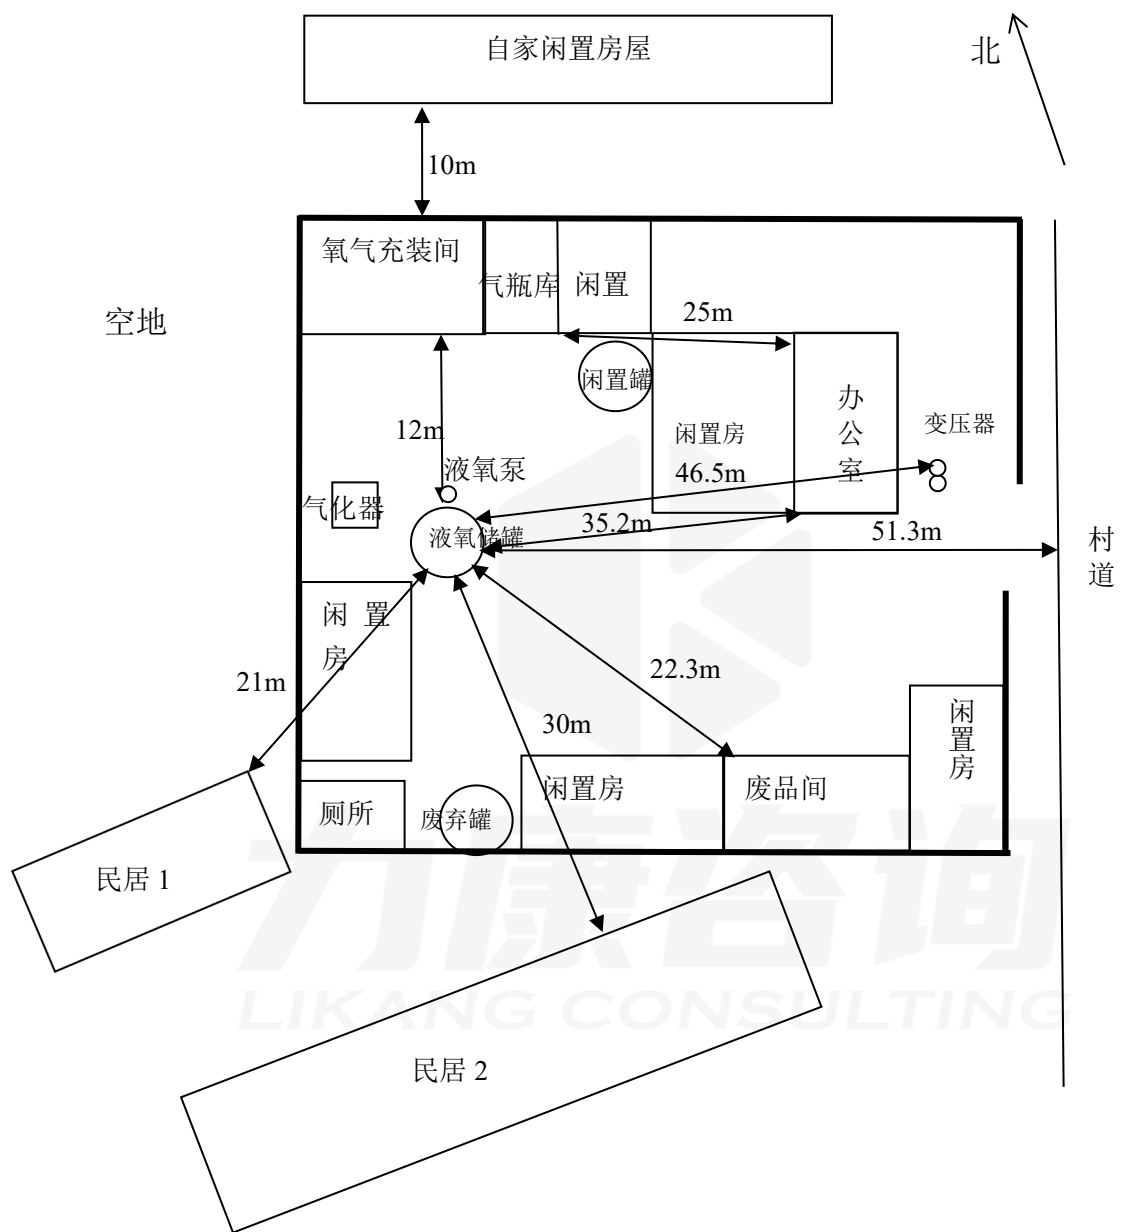 自家闲置房屋
北
10m
氧气充装间
气瓶库
闲置
空地
25m
闲置罐
办公室
变压器
12m
闲置房
液氧泵
46.5m
气化器
液氧储罐
35.2m
51.3m
村道
闲置房
21m
22.3m
30m
闲置房
闲置房
废品间
厕所
废弃罐
民居 1
力康咨询
LIKANG CONSULTING
民居 2